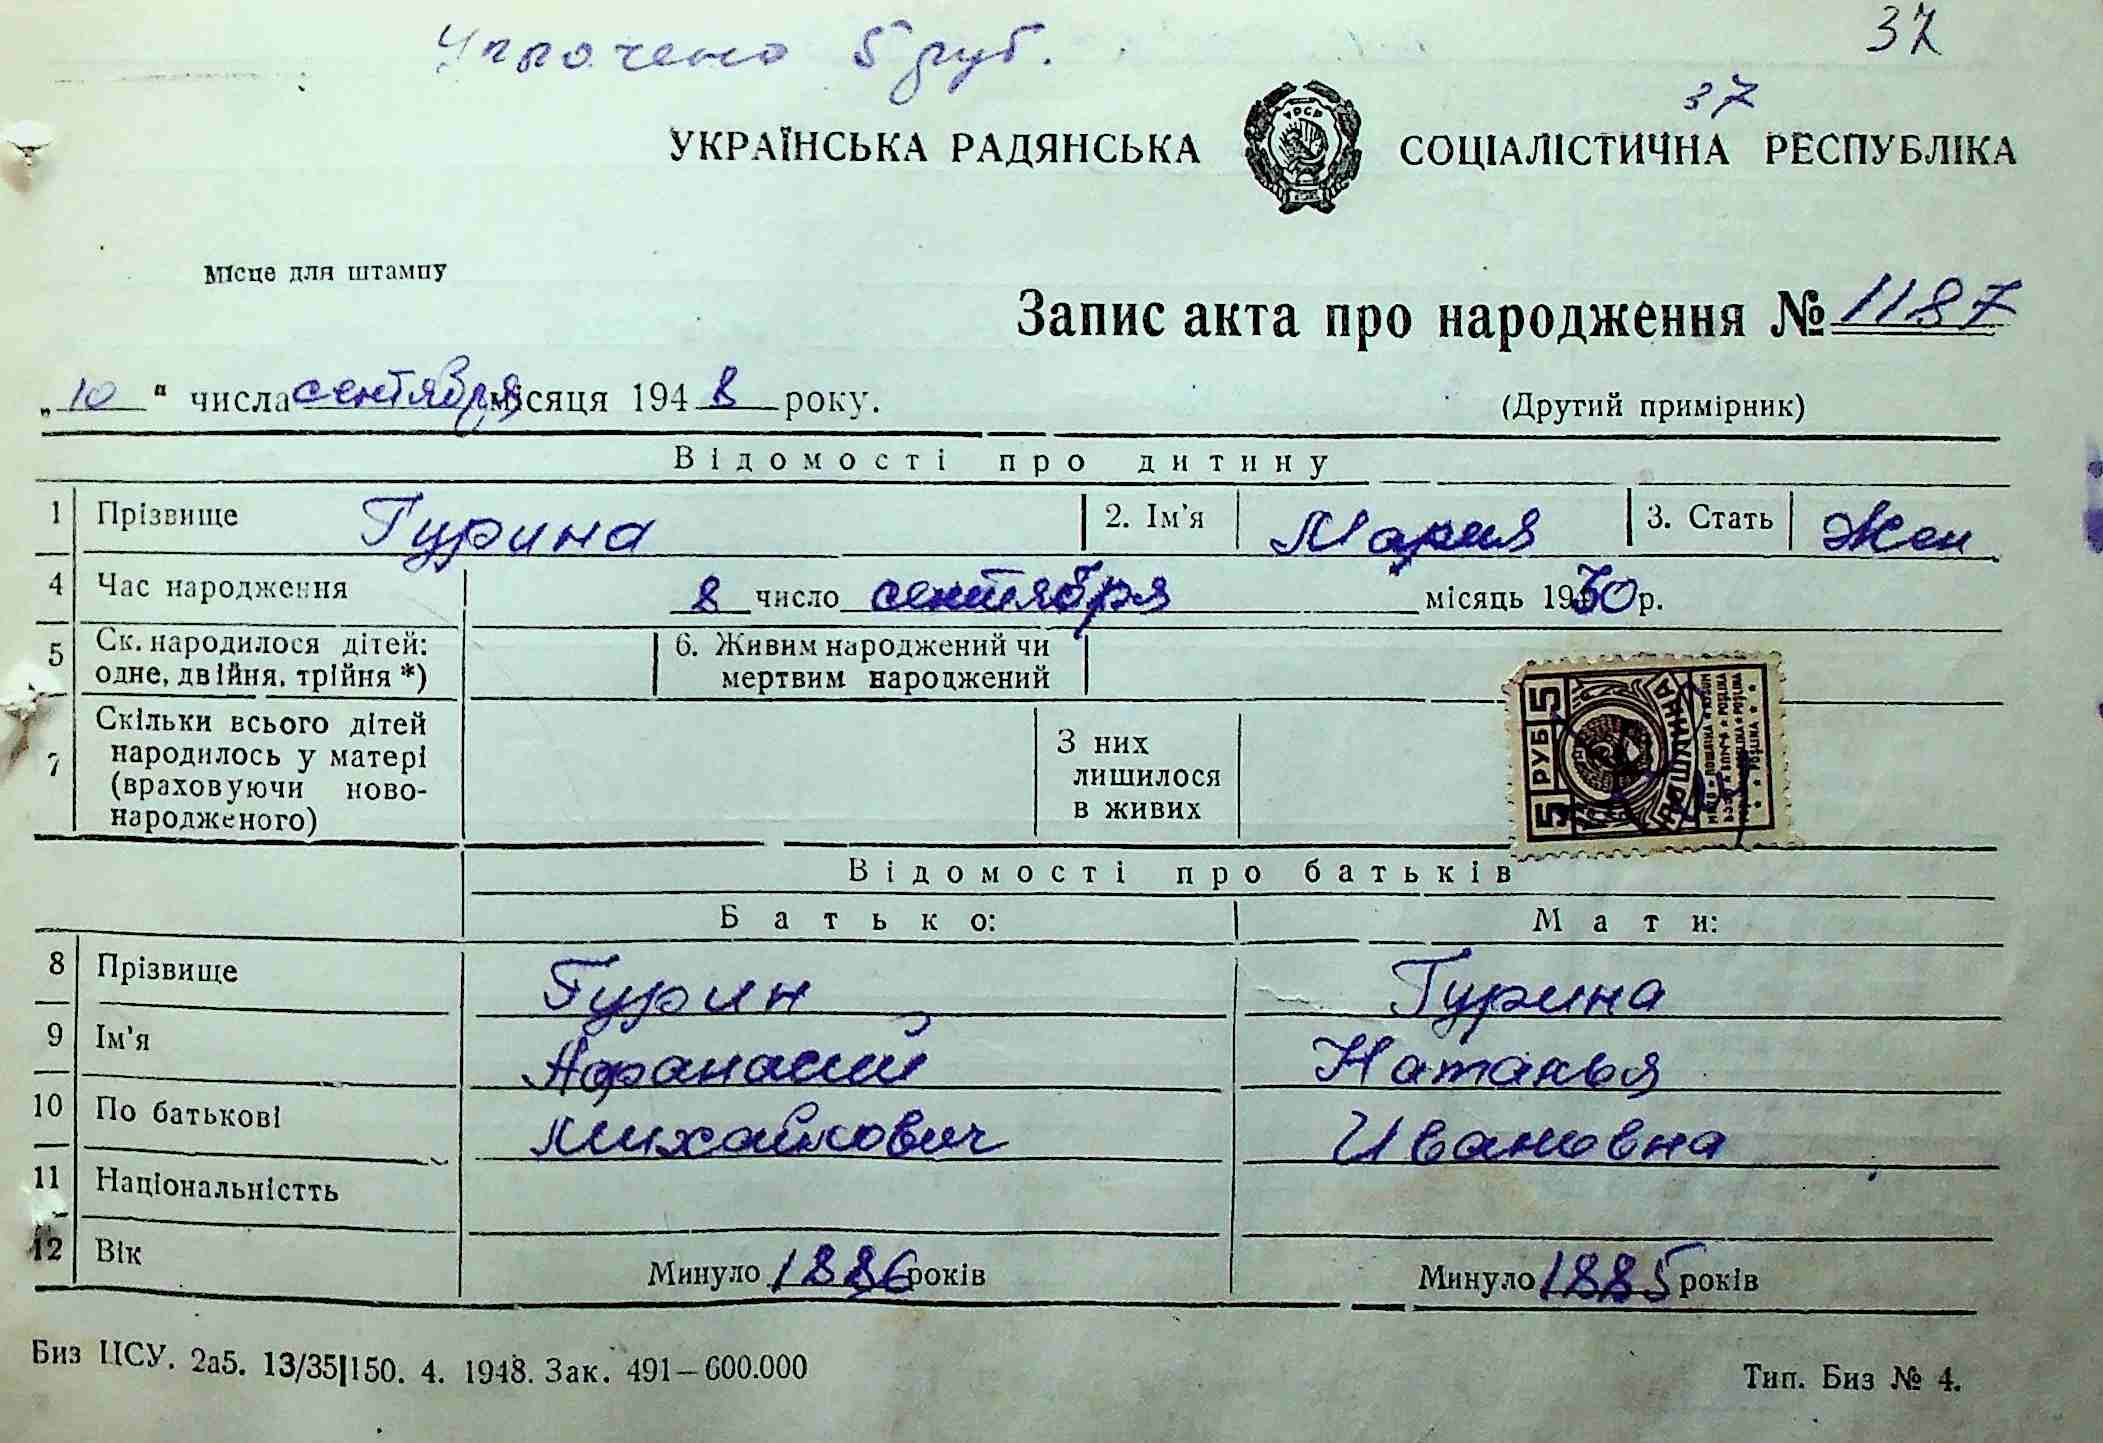 Уплочено 5 руб.
37
37
УКРАЇНСЬКА РАДЯНСЬКА СОЦІАЛІСТИЧНА РЕСПУБЛІКА
УРСР
Місце для штампу
Запис акта про народження № 1187
„10“ числа сентября місяця 1948 року.
(Другий примірник)
Відомості про дитину
1 Прізвище Гурина 2. Ім'я Мария 3. Стать Жен
4 Час народження 8 число сентября місяць 1930 р.
5 Ск. народилося дітей: одне, двійня, трійня *)
6. Живим народжений чи мертвим народжений
7 Скільки всього дітей народилось у матері (враховуючи ново-народженого)
З них лишилося в живих
5 РУБ 5
ПОШЛИНА
Відомості про батьків
Батько: Мати:
8 Прізвище Гурин Гурина
9 Ім'я Афанасий Наталья
10 По батькові Михайлович Ивановна
11 Національністть
12 Вік Минуло 1886 років Минуло 1885 років
Биз ЦСУ. 2а5. 13/35|150. 4. 1948. Зак. 491—600.000
Тип. Биз № 4.